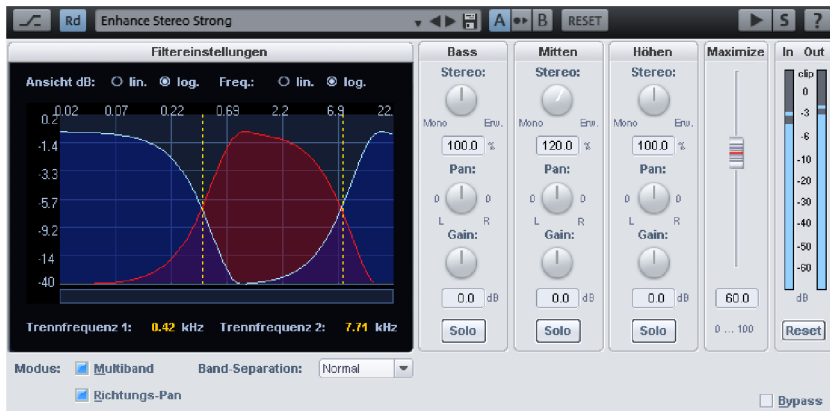 Rd Enhance Stereo Strong A B RESET S ?
Filtereinstellungen
Ansicht dB: lin. log. Freq.: lin. log.
0.02 0.07 0.22 0.69 2.2 6.9 22.
0.2
-1.4
-3.3
-5.7
-9.2
-14
-40
Trennfrequenz 1: 0.42 kHz Trennfrequenz 2: 7.71 kHz
Bass
Stereo:
Mono Erw.
100.0 %
Pan:
0 0
L R
Gain:
0.0 dB
Solo
Mitten
Stereo:
Mono Erw.
120.0 %
Pan:
0 0
L R
Gain:
0.0 dB
Solo
Höhen
Stereo:
Mono Erw.
100.0 %
Pan:
0 0
L R
Gain:
0.0 dB
Solo
Maximize
60.0
0 ... 100
In Out
clip
0
-3
-6
-10
-20
-30
-40
-50
-60
dB
Reset
Modus: Multiband Band-Separation: Normal
Richtungs-Pan
Bypass